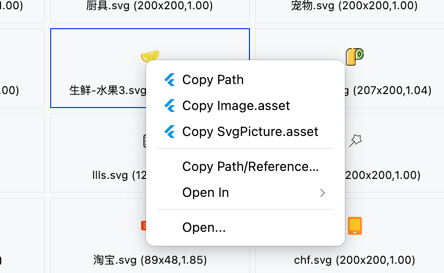 厨具.svg (200x200,1.00)
宠物.svg (200x200,1.00)
.00)
生鲜-水果3.svg
g (207x200,1.04)
Copy Path
Copy Image.asset
Copy SvgPicture.asset
llls.svg (12
x200,1.00)
Copy Path/Reference...
Open In
Open...
淘宝.svg (89x48,1.85)
chf.svg (200x200,1.00)